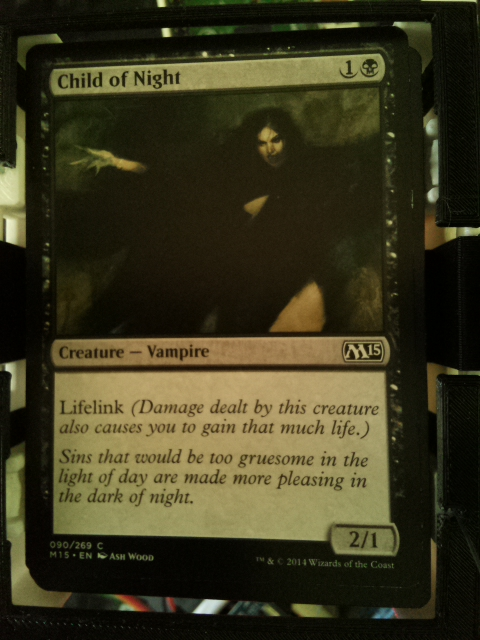 Child of Night 1
Creature — Vampire M15
Lifelink (Damage dealt by this creature
also causes you to gain that much life.)
Sins that would be too gruesome in the
light of day are made more pleasing in
the dark of night.
2/1
090/269 C
M15 • EN Ash Wood
™ & © 2014 Wizards of the Coast